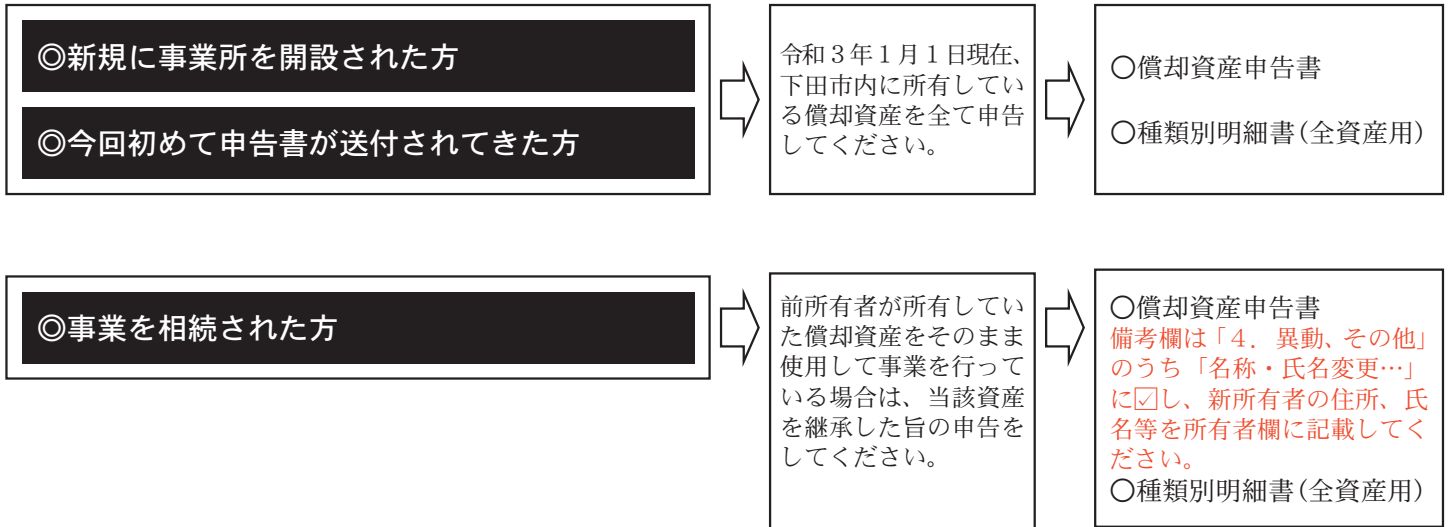 ◎新規に事業所を開設された方
◎今回初めて申告書が送付されてきた方
令和３年１月１日現在、
下田市内に所有してい
る償却資産を全て申告
してください。
○償却資産申告書
○種類別明細書(全資産用)
◎事業を相続された方
前所有者が所有してい
た償却資産をそのまま
使用して事業を行って
いる場合は、当該資産
を継承した旨の申告を
してください。
○償却資産申告書
備考欄は「４．異動、その他」
のうち「名称・氏名変更…」
に☑し、新所有者の住所、氏
名等を所有者欄に記載してく
ださい。
○種類別明細書(全資産用)